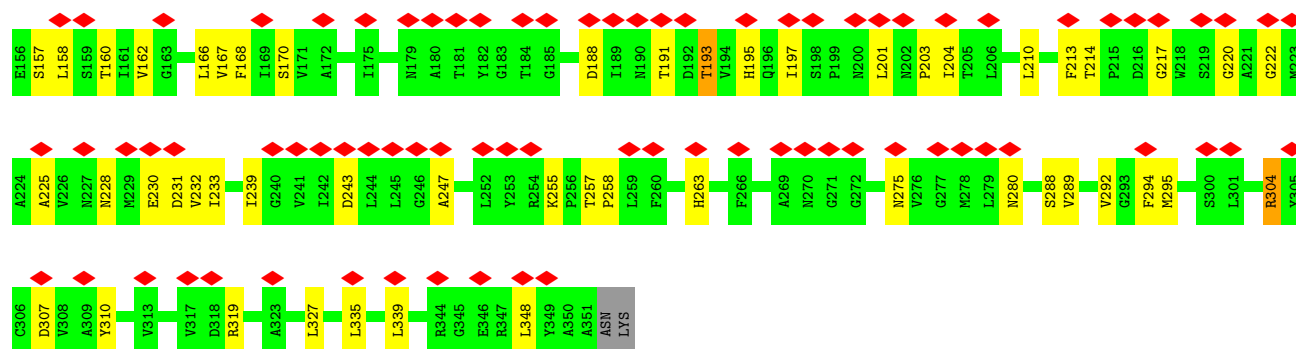 E156 S157 L158 S159 T160 I161 V162 G163 L166 V167 F168 I169 S170 V171 A172 I175 N179 A180 T181 Y182 G183 T184 G185 D188 I189 N190 T191 D192 T193 V194 H195 Q196 I197 S198 P199 N200 L201 N202 P203 I204 T205 L206 L210 F213 T214 P215 D216 G217 W218 S219 G220 A221 G222 M223
A224 A225 V226 N227 N228 M229 E230 D231 V232 I233 I239 G240 V241 I242 D243 L244 L245 G246 A247 L252 Y253 R254 K255 P256 T257 P258 L259 F260 H263 F266 A269 N270 G271 G272 N275 V276 G277 M278 L279 N280 S288 V289 V292 G293 F294 M295 S300 L301 R304 Y305
C306 D307 V308 A309 Y310 V313 V317 D318 R319 A323 L327 L335 L339 R344 G345 E346 R347 L348 Y349 A350 A351 ASN LYS